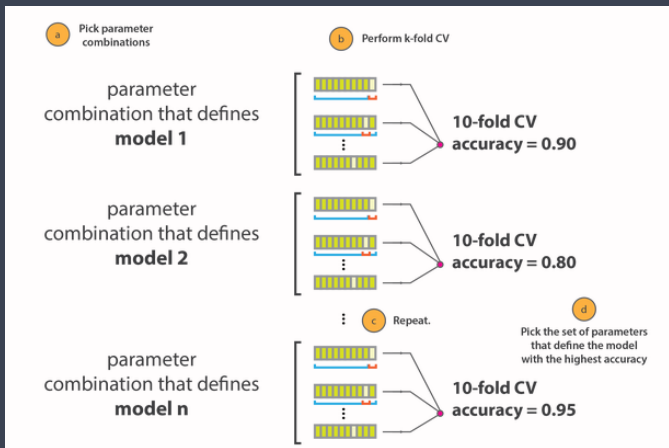 a
Pick parameter
combinations
b
Perform k-fold CV
parameter
combination that defines
model 1
10-fold CV
accuracy = 0.90
parameter
combination that defines
model 2
10-fold CV
accuracy = 0.80
c
Repeat.
d
Pick the set of parameters
that define the model
with the highest accuracy
parameter
combination that defines
model n
10-fold CV
accuracy = 0.95